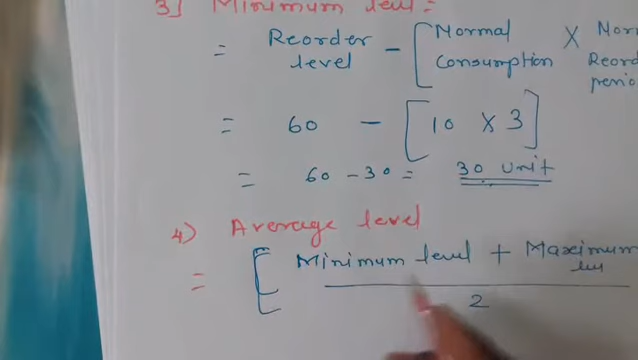 3] Minimum level =
= Reorder level - [Normal Consumption X Nor
Reord
perio
= 60 - [10 X 3]
= 60 - 30 = 30 Unit
4) Average level
= [Minimum level + Maximum
2